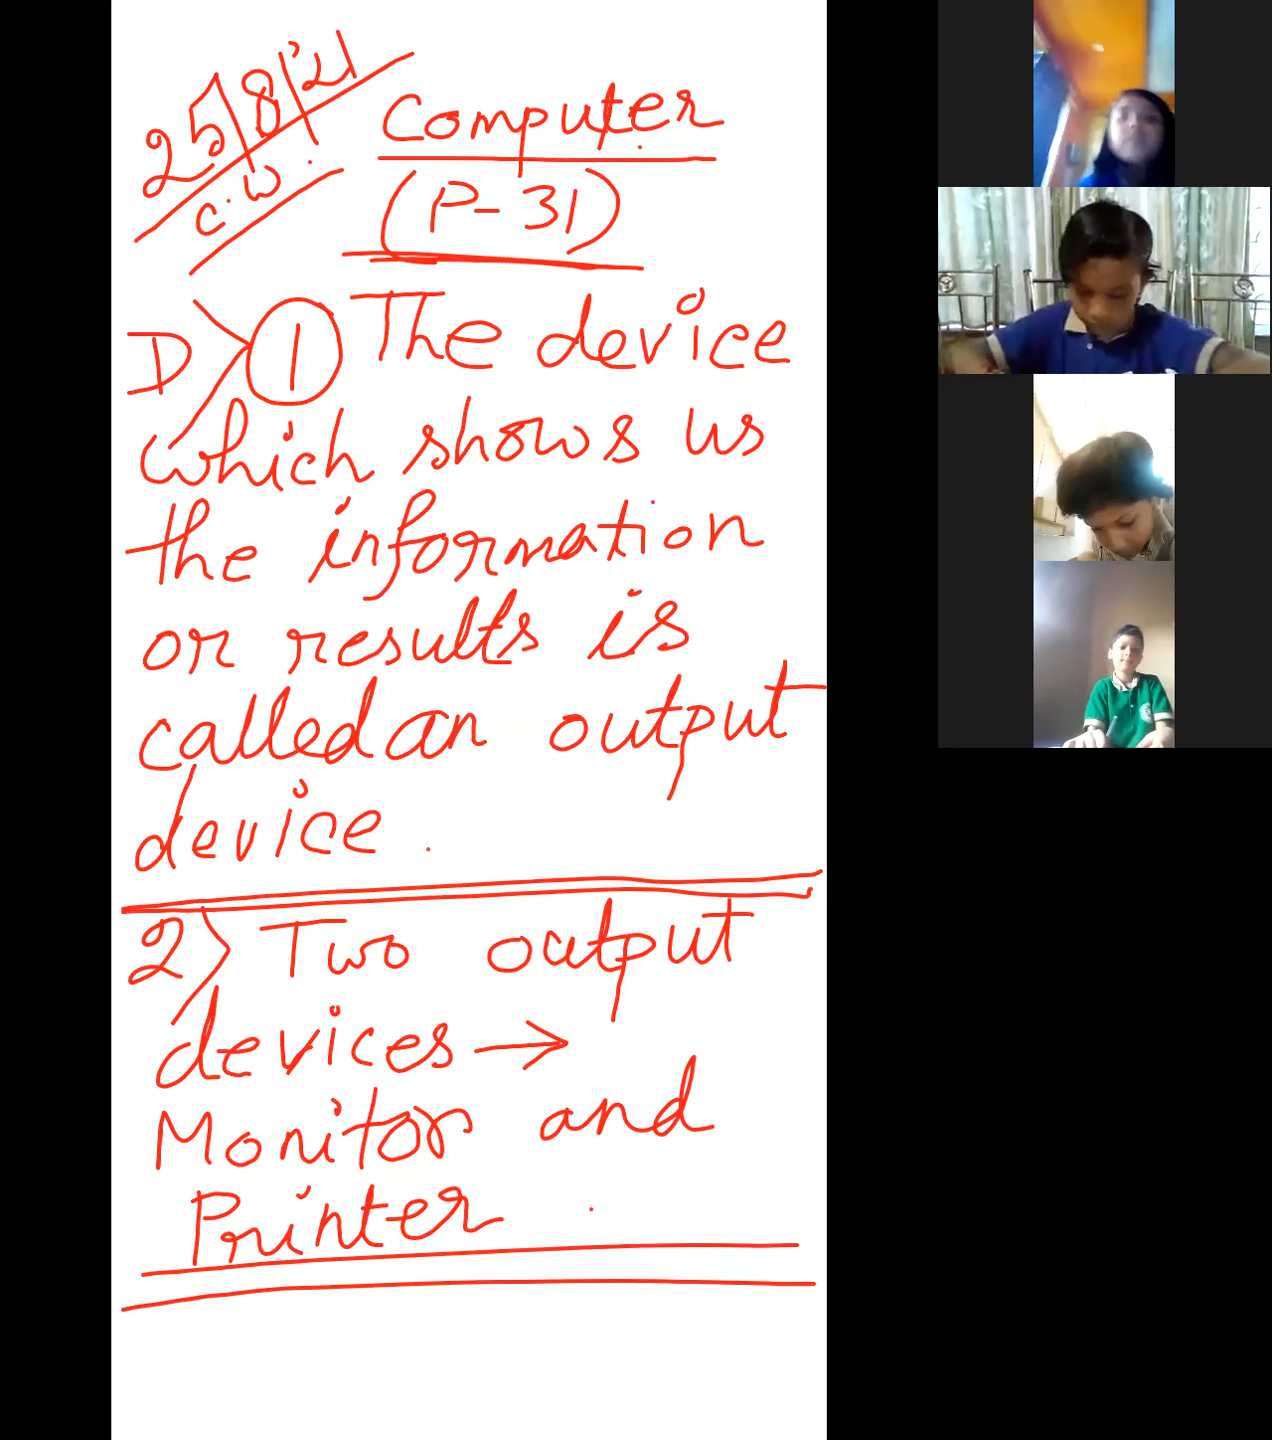 25/8/'21
C.W.
Computer
(P-31)
D> 1 The device
which shows us
the information
or results is
called an output
device.
2> Two output
devices →
Monitor and
Printer.